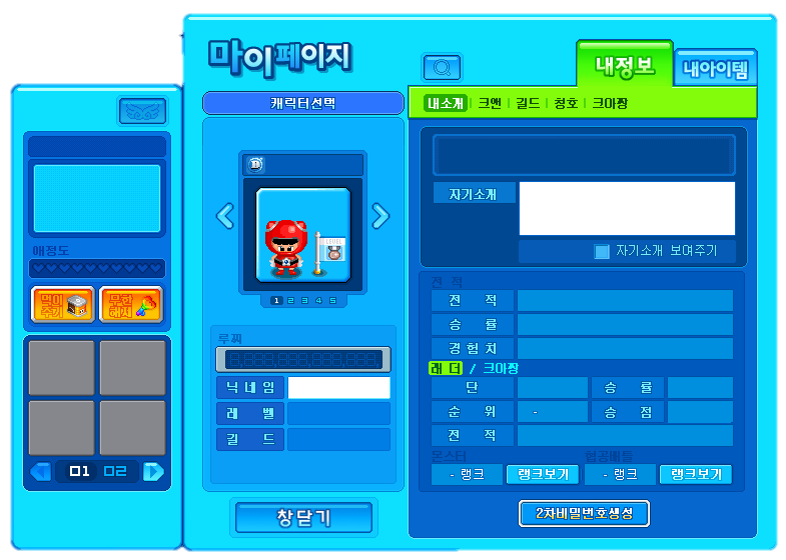 마이페이지
내정보
내아이템
캐릭터선택
내소개 | 크앤 | 길드 | 칭호 | 크아짱
B
자기소개
자기소개 보여주기
애정도
먹이주기
무한해제
1 2 3 4 5
루찌
닉네임
레 벨
길 드
전 적
전 적
승 률
경험치
래더 / 크아짱
단
승 률
순 위 -
승 점
전 적
몬스터
협공배틀
- 랭크 랭크보기
- 랭크 랭크보기
01 02
창닫기
2차비밀번호생성